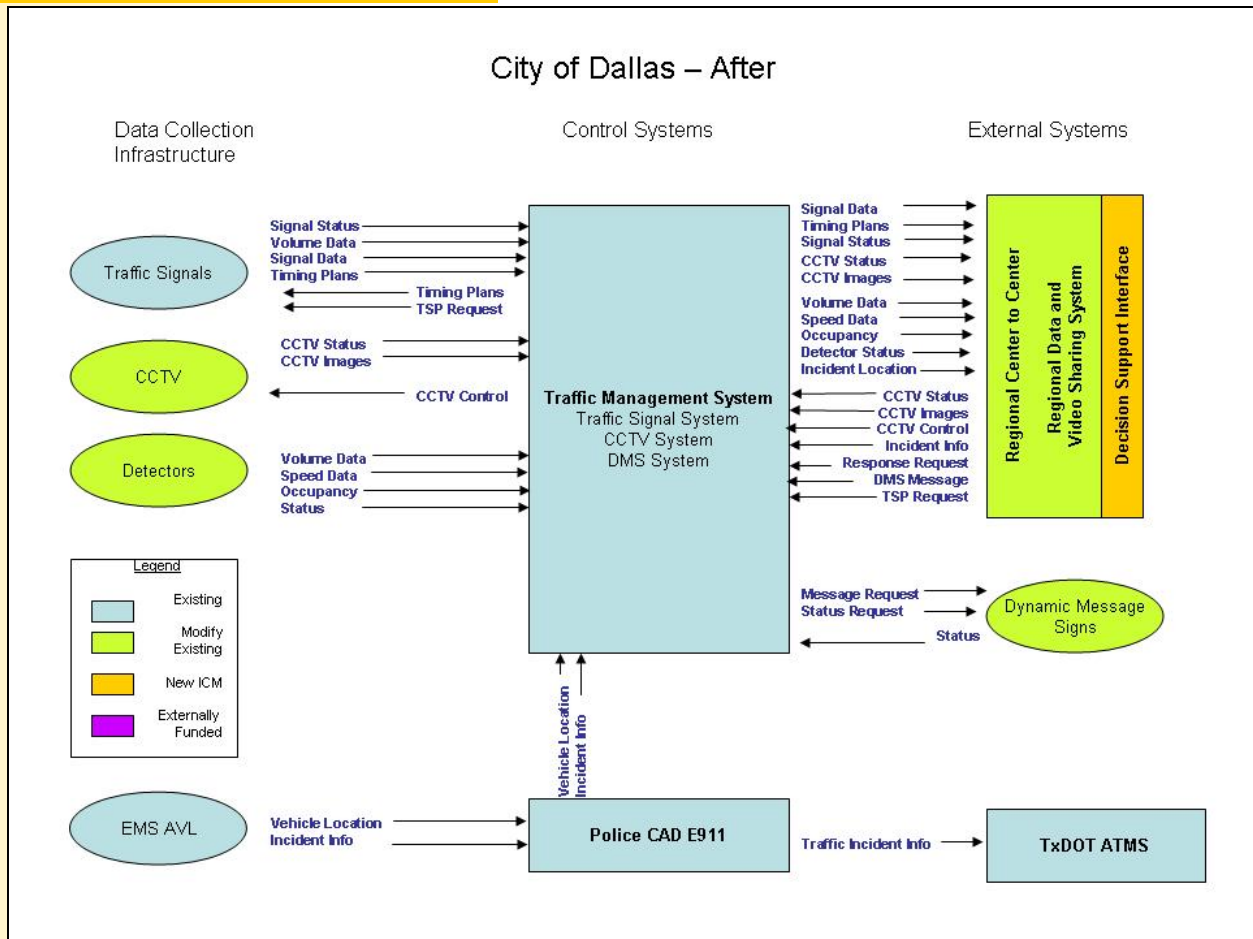 City of Dallas – After
Data Collection
Infrastructure
Control Systems
External Systems
Traffic Signals
Signal Status
Volume Data
Signal Data
Timing Plans
Timing Plans
TSP Request
CCTV
CCTV Status
CCTV Images
CCTV Control
Detectors
Volume Data
Speed Data
Occupancy
Status
Traffic Management System
Traffic Signal System
CCTV System
DMS System
Signal Data
Timing Plans
Signal Status
CCTV Status
CCTV Images
Volume Data
Speed Data
Occupancy
Detector Status
Incident Location
CCTV Status
CCTV Images
CCTV Control
Incident Info
Response Request
DMS Message
TSP Request
Regional Center to Center
Regional Data and
Video Sharing System
Decision Support Interface
Message Request
Status Request
Status
Dynamic Message
Signs
Legend
Existing
Modify
Existing
New ICM
Externally
Funded
Vehicle Location
Incident Info
EMS AVL
Vehicle Location
Incident Info
Police CAD E911
Traffic Incident Info
TxDOT ATMS